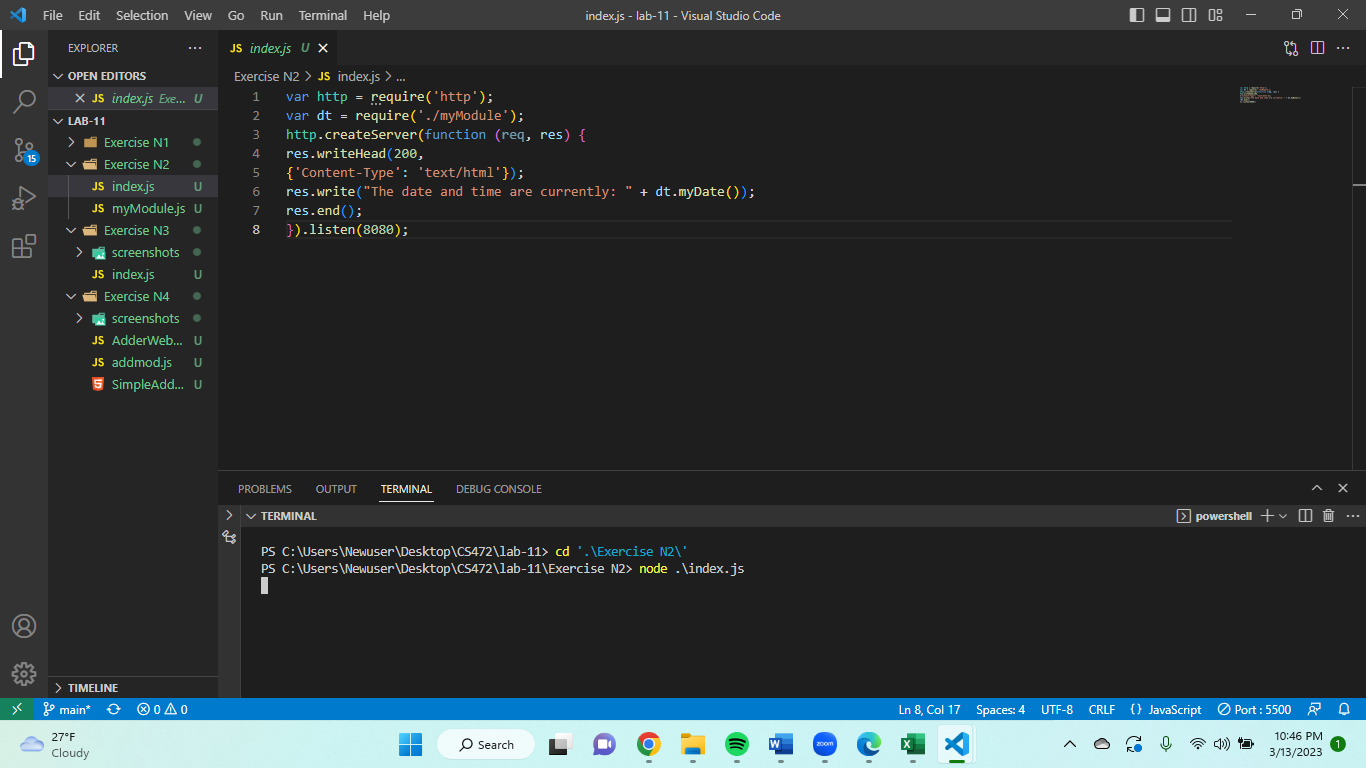 File Edit Selection View Go Run Terminal Help
index.js - lab-11 - Visual Studio Code
EXPLORER
OPEN EDITORS
JS index.js Exe... U
LAB-11
Exercise N1
Exercise N2
JS index.js U
JS myModule.js U
Exercise N3
screenshots
JS index.js U
Exercise N4
screenshots
JS AdderWeb... U
JS addmod.js U
SimpleAdd... U
TIMELINE
15
JS index.js U
Exercise N2 > JS index.js > ...
1 var http = require('http');
2 var dt = require('./myModule');
3 http.createServer(function (req, res) {
4 res.writeHead(200,
5 {'Content-Type': 'text/html'});
6 res.write("The date and time are currently: " + dt.myDate());
7 res.end();
8 }).listen(8080);
PROBLEMS OUTPUT TERMINAL DEBUG CONSOLE
TERMINAL
powershell
PS C:\Users\Newuser\Desktop\CS472\lab-11> cd '.\Exercise N2\'
PS C:\Users\Newuser\Desktop\CS472\lab-11\Exercise N2> node .\index.js
main* 0 0
Ln 8, Col 17 Spaces: 4 UTF-8 CRLF {} JavaScript Port : 5500
27°F
Cloudy
Search
zoom
10:46 PM
3/13/2023
1